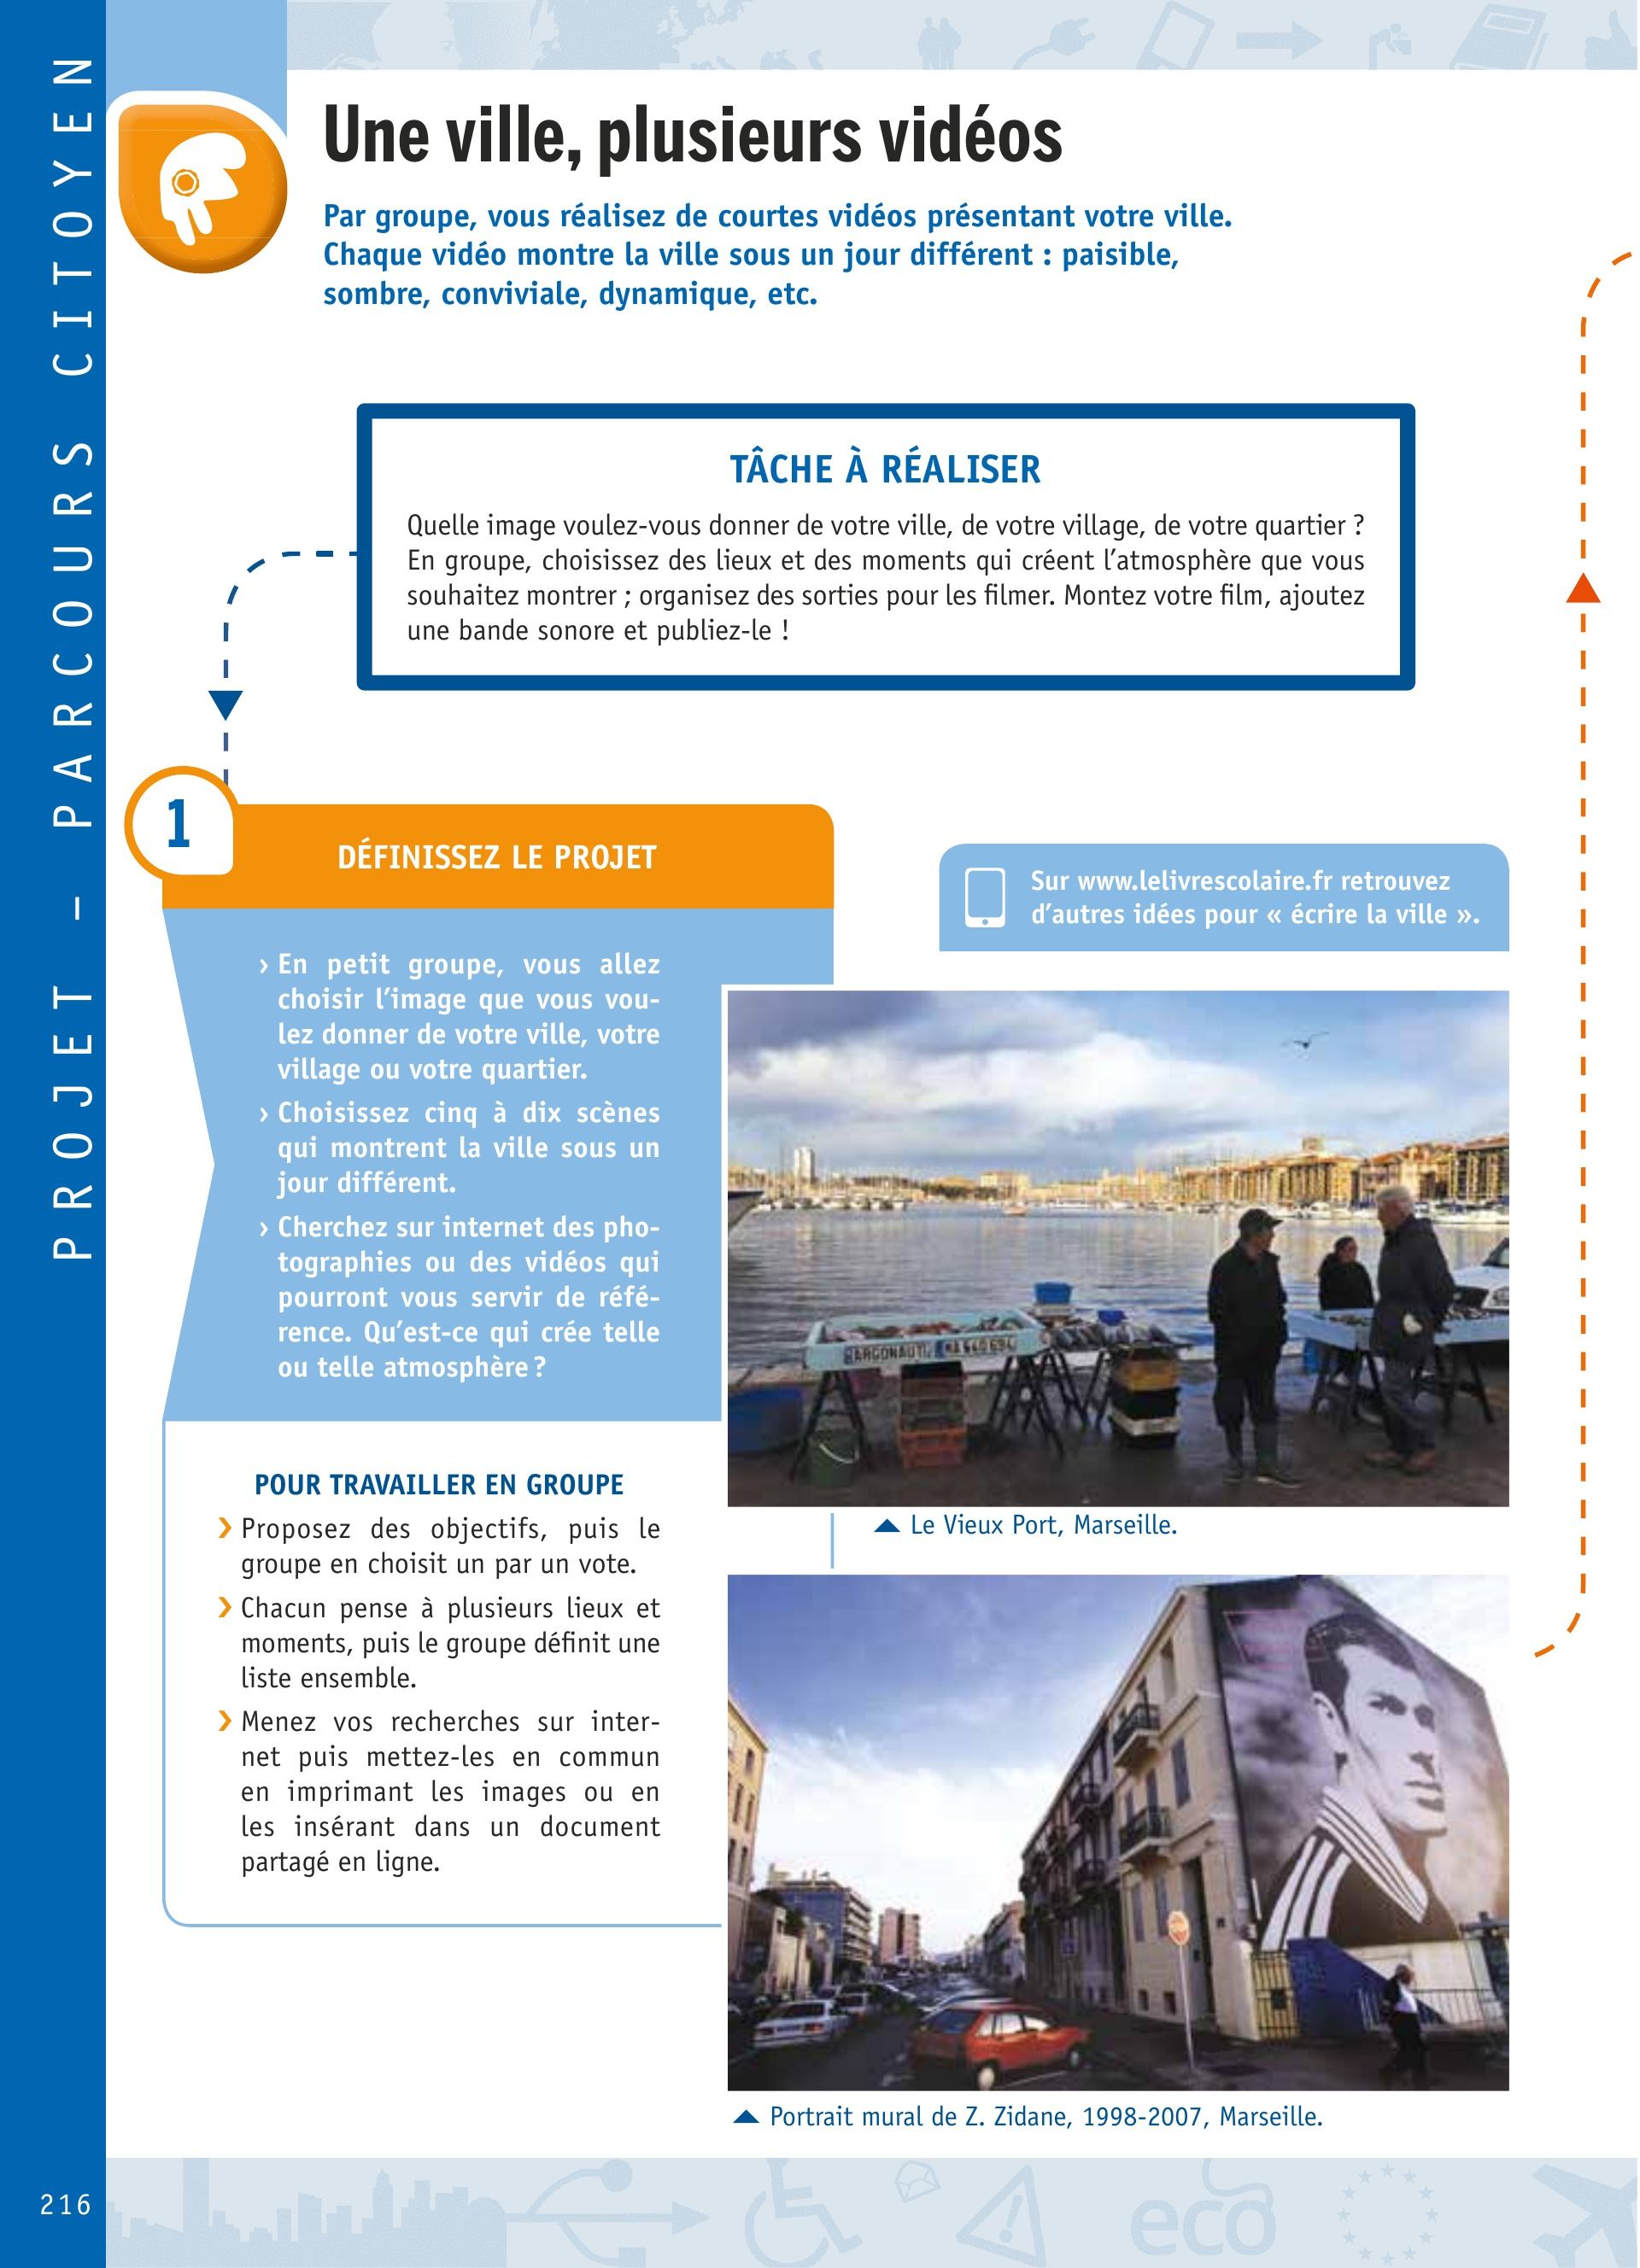 PROJET – PARCOURS CITOYEN
Une ville, plusieurs vidéos
Par groupe, vous réalisez de courtes vidéos présentant votre ville.
Chaque vidéo montre la ville sous un jour différent : paisible,
sombre, conviviale, dynamique, etc.
TÂCHE À RÉALISER
Quelle image voulez-vous donner de votre ville, de votre village, de votre quartier ?
En groupe, choisissez des lieux et des moments qui créent l’atmosphère que vous
souhaitez montrer ; organisez des sorties pour les filmer. Montez votre film, ajoutez
une bande sonore et publiez-le !
1
DÉFINISSEZ LE PROJET
› En petit groupe, vous allez
choisir l’image que vous vou-
lez donner de votre ville, votre
village ou votre quartier.
› Choisissez cinq à dix scènes
qui montrent la ville sous un
jour différent.
› Cherchez sur internet des pho-
tographies ou des vidéos qui
pourront vous servir de réfé-
rence. Qu’est-ce qui crée telle
ou telle atmosphère ?
POUR TRAVAILLER EN GROUPE
› Proposez des objectifs, puis le
groupe en choisit un par un vote.
› Chacun pense à plusieurs lieux et
moments, puis le groupe définit une
liste ensemble.
› Menez vos recherches sur inter-
net puis mettez-les en commun
en imprimant les images ou en
les insérant dans un document
partagé en ligne.
Sur www.lelivrescolaire.fr retrouvez
d’autres idées pour « écrire la ville ».
Le Vieux Port, Marseille.
Portrait mural de Z. Zidane, 1998-2007, Marseille.
216
eco